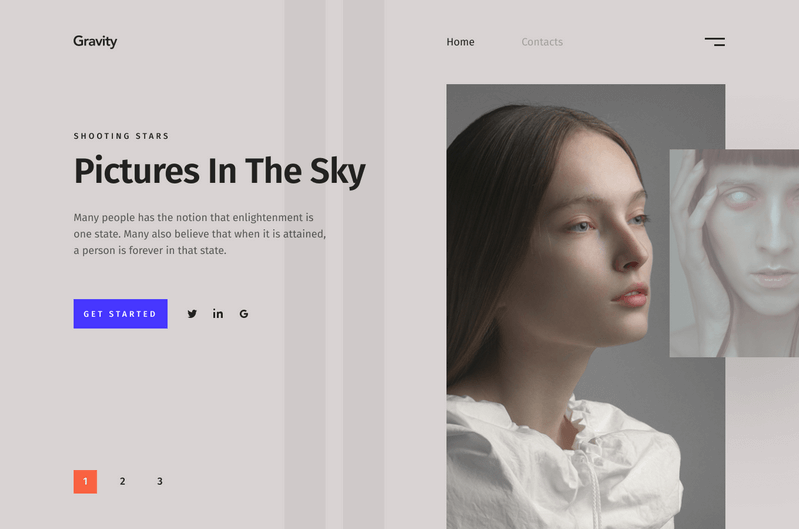 Gravity
Home
Contacts
SHOOTING STARS
Pictures In The Sky
Many people has the notion that enlightenment is
one state. Many also believe that when it is attained,
a person is forever in that state.
GET STARTED
1 2 3